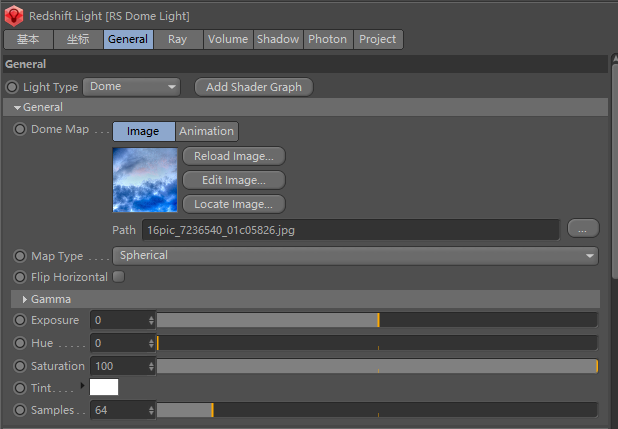 Redshift Light [RS Dome Light]
基本 坐标 General Ray Volume Shadow Photon Project
General
Light Type Dome Add Shader Graph
General
Dome Map . . . Image Animation
Reload Image...
Edit Image...
Locate Image...
Path 16pic_7236540_01c05826.jpg ...
Map Type . . . . Spherical
Flip Horizontal
Gamma
Exposure 0
Hue . . . . . 0
Saturation 100
Tint. . . .
Samples . . 64